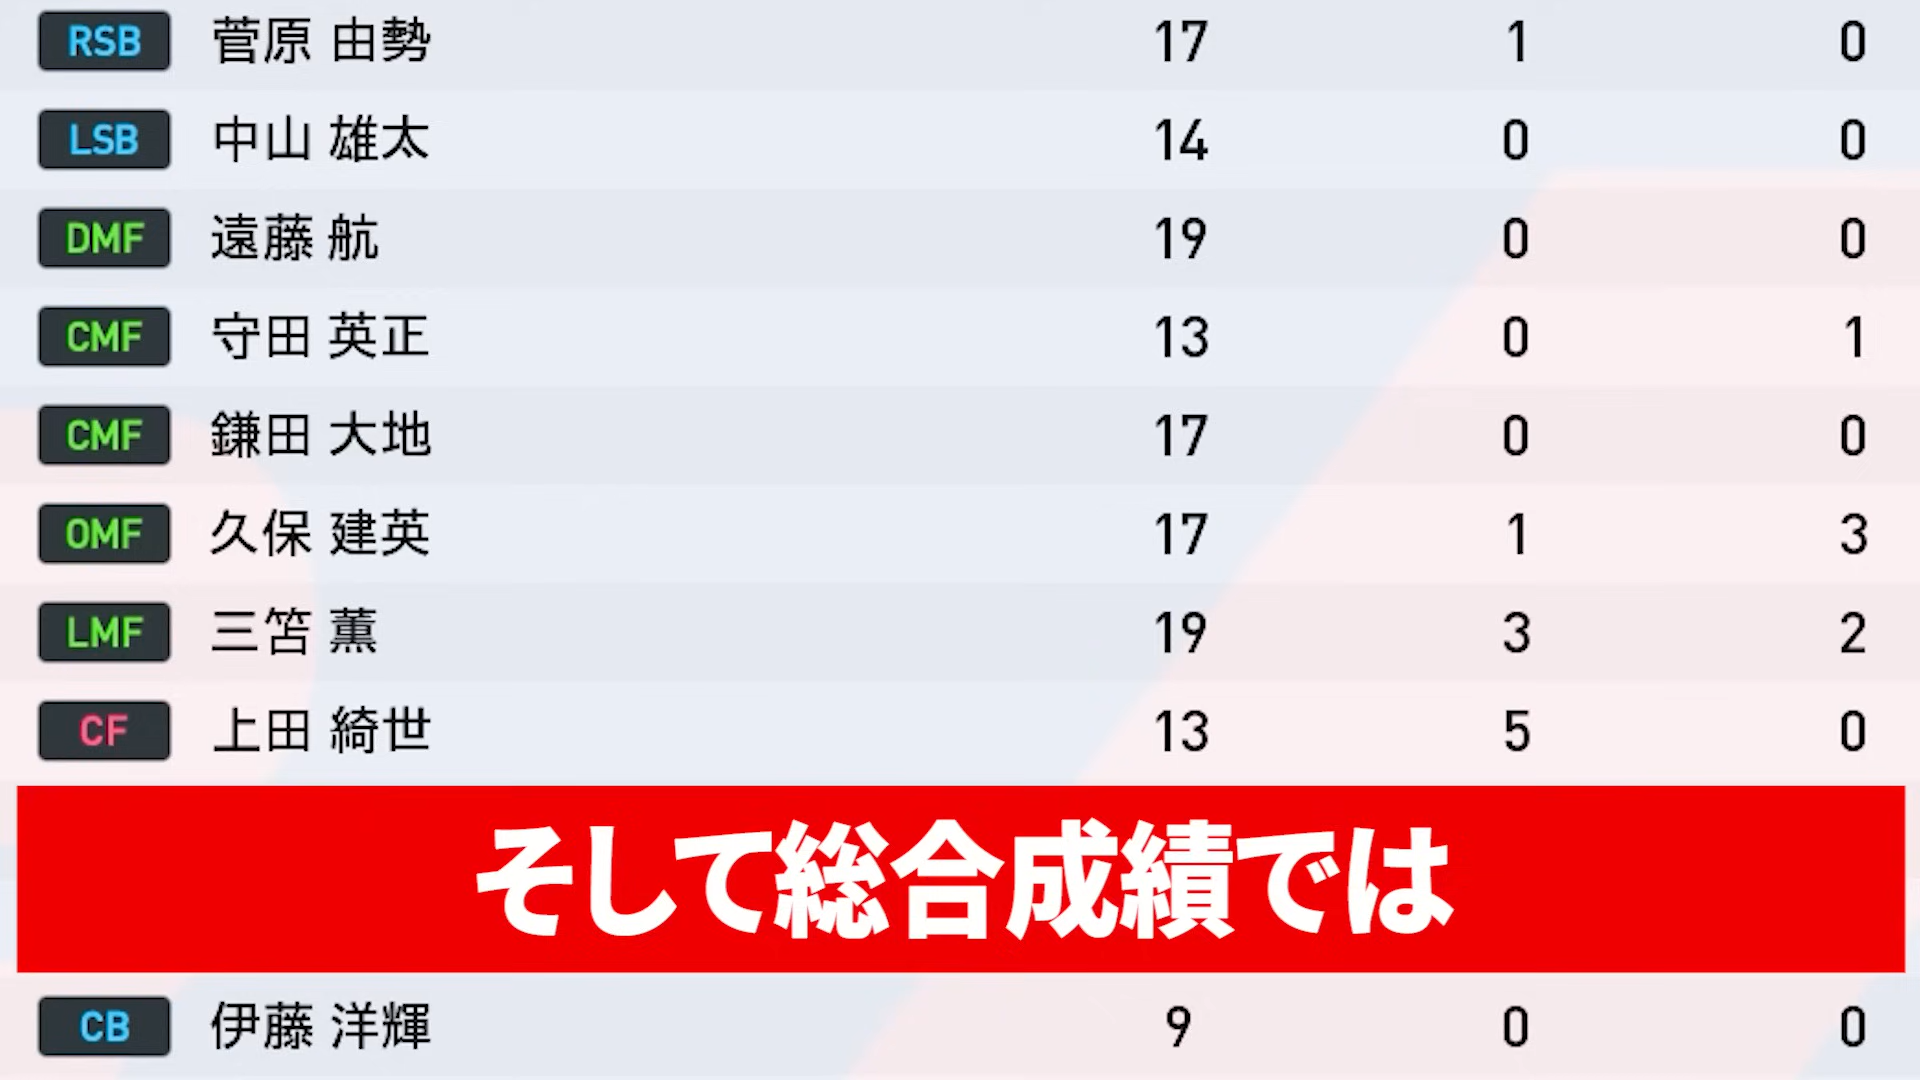 RSB 菅原 由勢 17 1 0
LSB 中山 雄太 14 0 0
DMF 遠藤 航 19 0 0
CMF 守田 英正 13 0 1
CMF 鎌田 大地 17 0 0
OMF 久保 建英 17 1 3
LMF 三笘 薫 19 3 2
CF 上田 綺世 13 5 0
そして総合成績では
CB 伊藤 洋輝 9 0 0